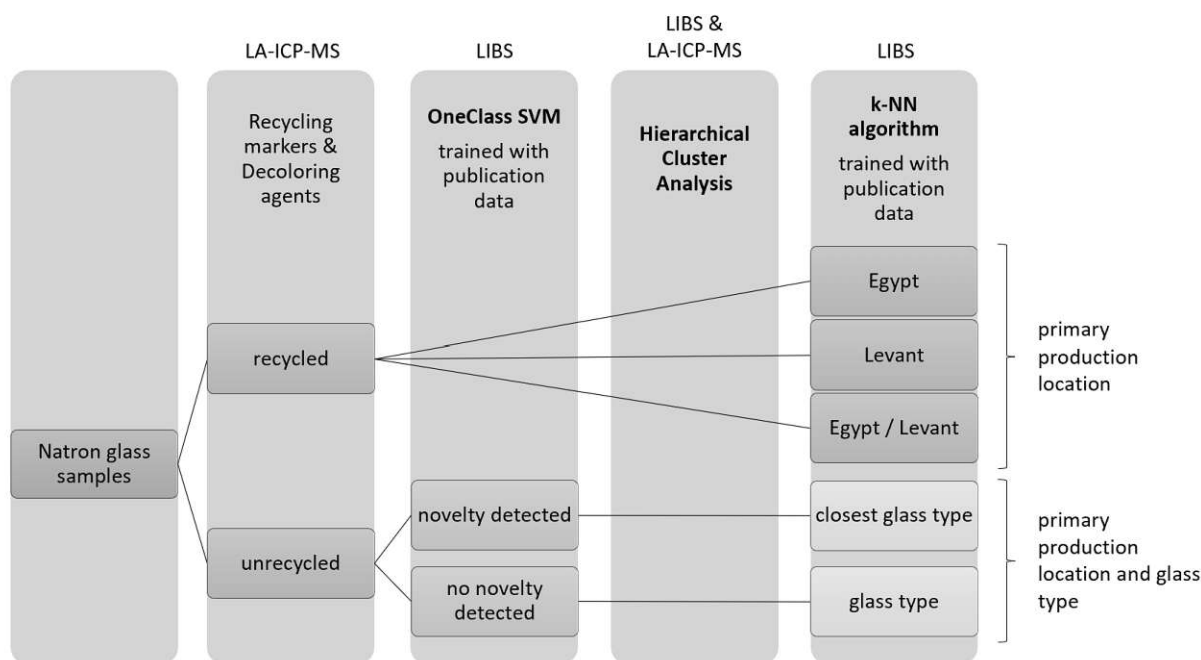 LA-ICP-MS
LIBS
LIBS &
LA-ICP-MS
LIBS
Recycling
markers &
Decoloring
agents
OneClass SVM
trained with
publication
data
Hierarchical
Cluster
Analysis
k-NN
algorithm
trained with
publication
data
Natron glass
samples
recycled
unrecycled
novelty detected
no novelty
detected
Egypt
Levant
Egypt / Levant
closest glass type
glass type
primary
production
location
primary
production
location and glass
type